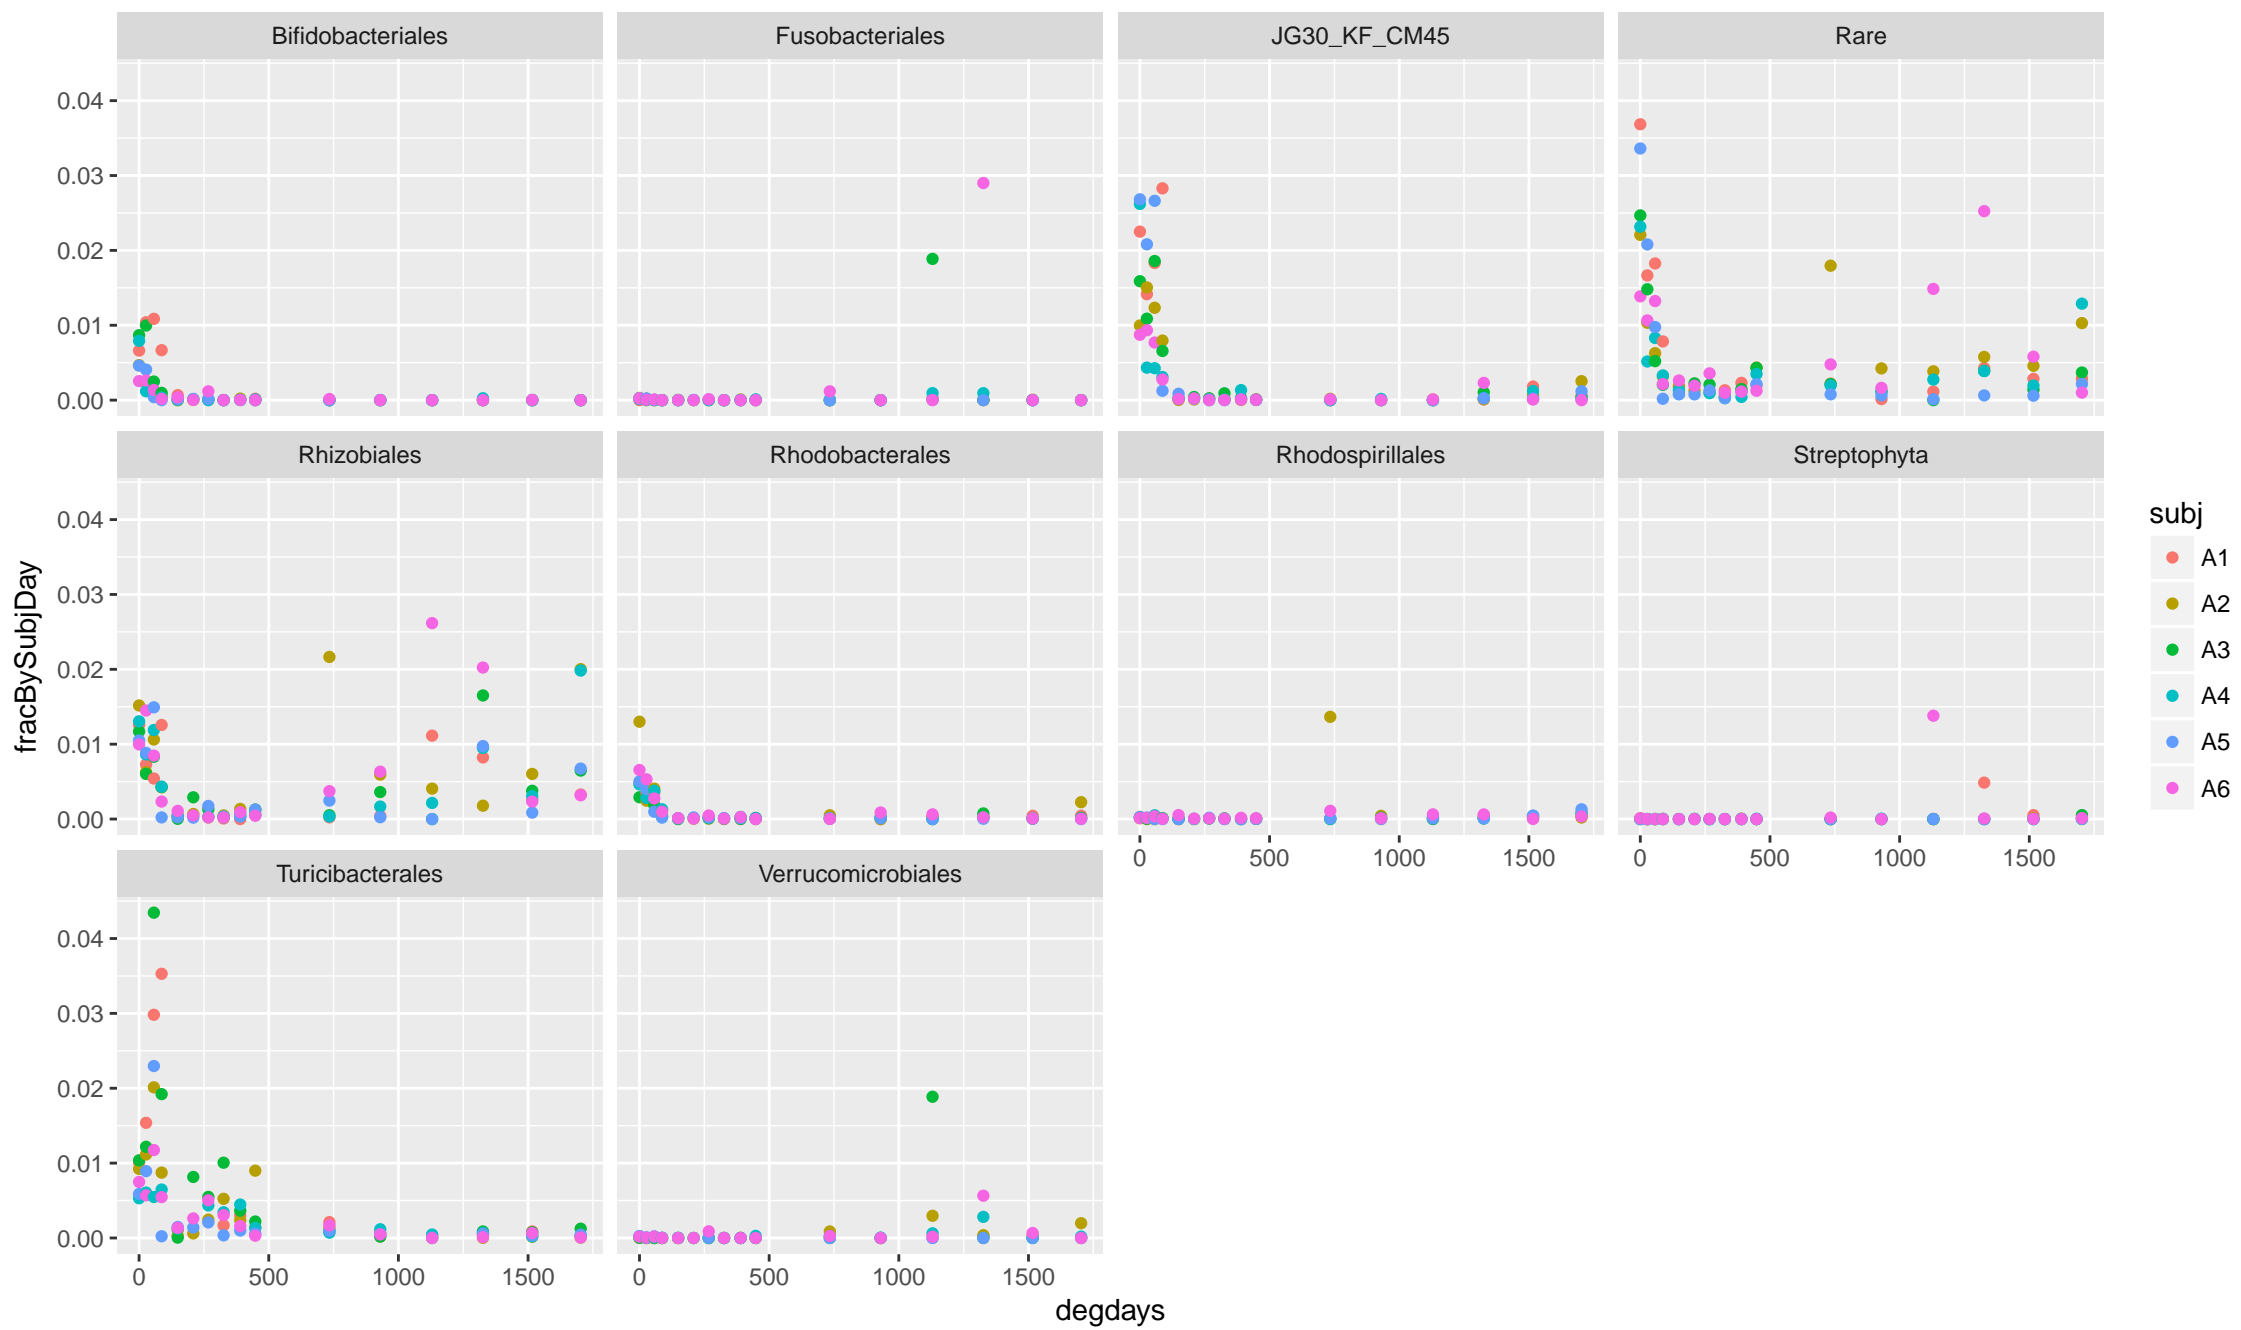 Bifidobacteriales Fusobacteriales JG30_KF_CM45 Rare
0.04
0.03
0.02
0.01
0.00
Rhizobiales Rhodobacterales Rhodospirillales Streptophyta
0.04
0.03
0.02
0.01
0.00
0 500 1000 1500 0 500 1000 1500
Turicibacterales Verrucomicrobiales
0.04
0.03
0.02
0.01
0.00
0 500 1000 1500 0 500 1000 1500
degdays
fracBySubjDay
subj
A1
A2
A3
A4
A5
A6